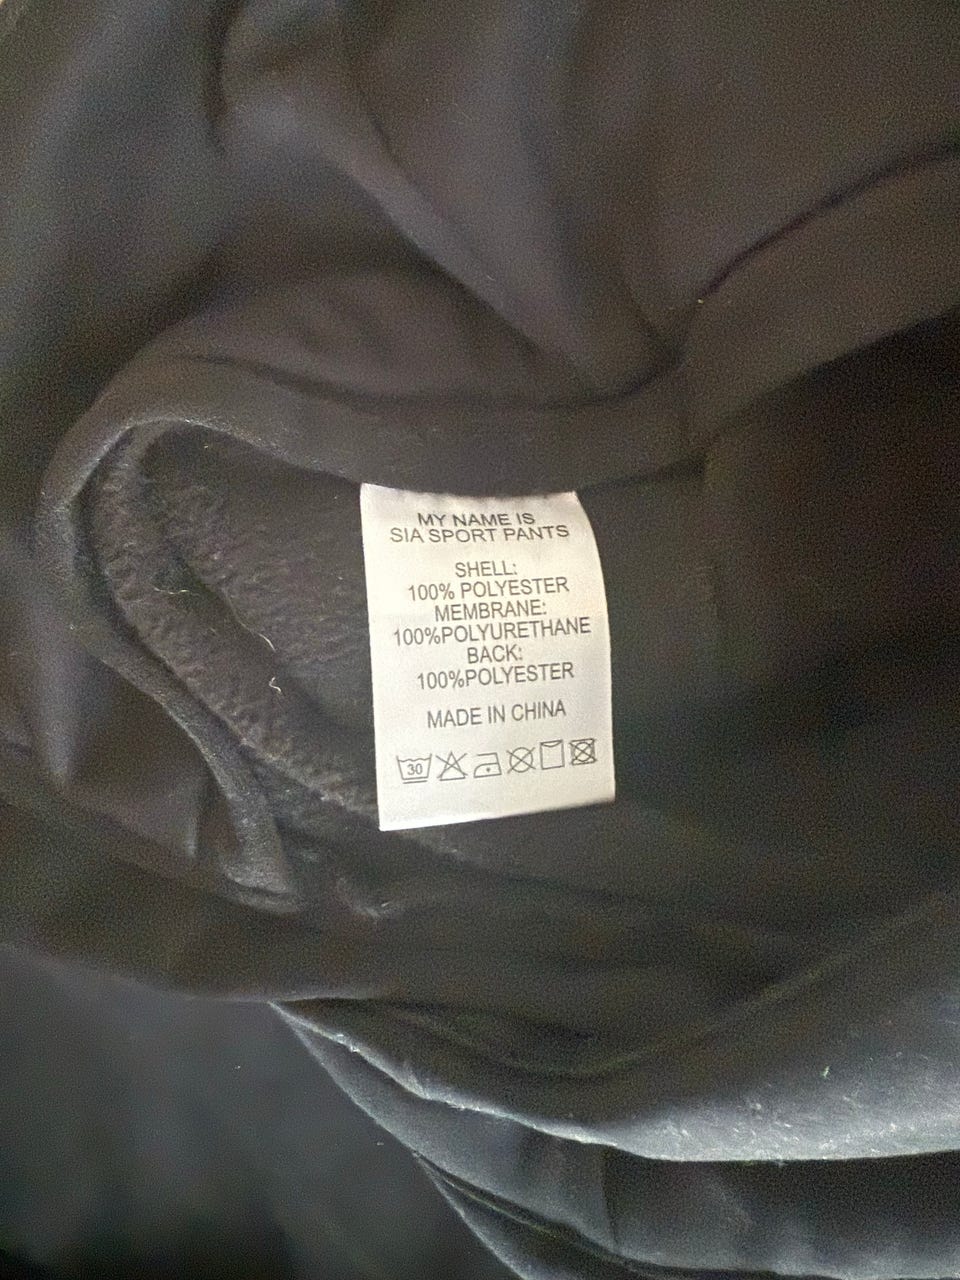 MY NAME IS
SIA SPORT PANTS
SHELL:
100% POLYESTER
MEMBRANE:
100%POLYURETHANE
BACK:
100%POLYESTER
MADE IN CHINA
30